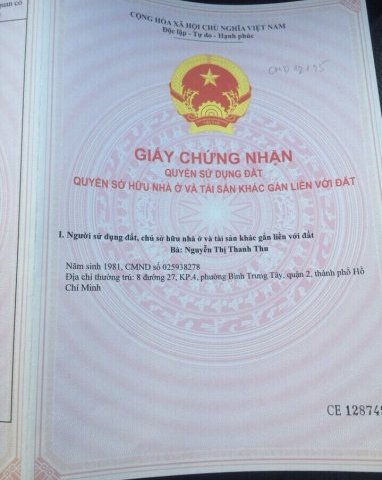 quan có
CỘNG HÒA XÃ HỘI CHỦ NGHĨA VIỆT NAM
Độc lập - Tự do - Hạnh phúc
GIẤY CHỨNG NHẬN
QUYỀN SỬ DỤNG ĐẤT
QUYỀN SỞ HỮU NHÀ Ở VÀ TÀI SẢN KHÁC GẮN LIỀN VỚI ĐẤT
I. Người sử dụng đất, chủ sở hữu nhà ở và tài sản khác gắn liền với đất
Bà: Nguyễn Thị Thanh Thu
Năm sinh 1981, CMND số 025938278
Địa chỉ thường trú: 8 đường 27, KP.4, phường Bình Trưng Tây, quận 2, thành phố Hồ
Chí Minh
CE 12874